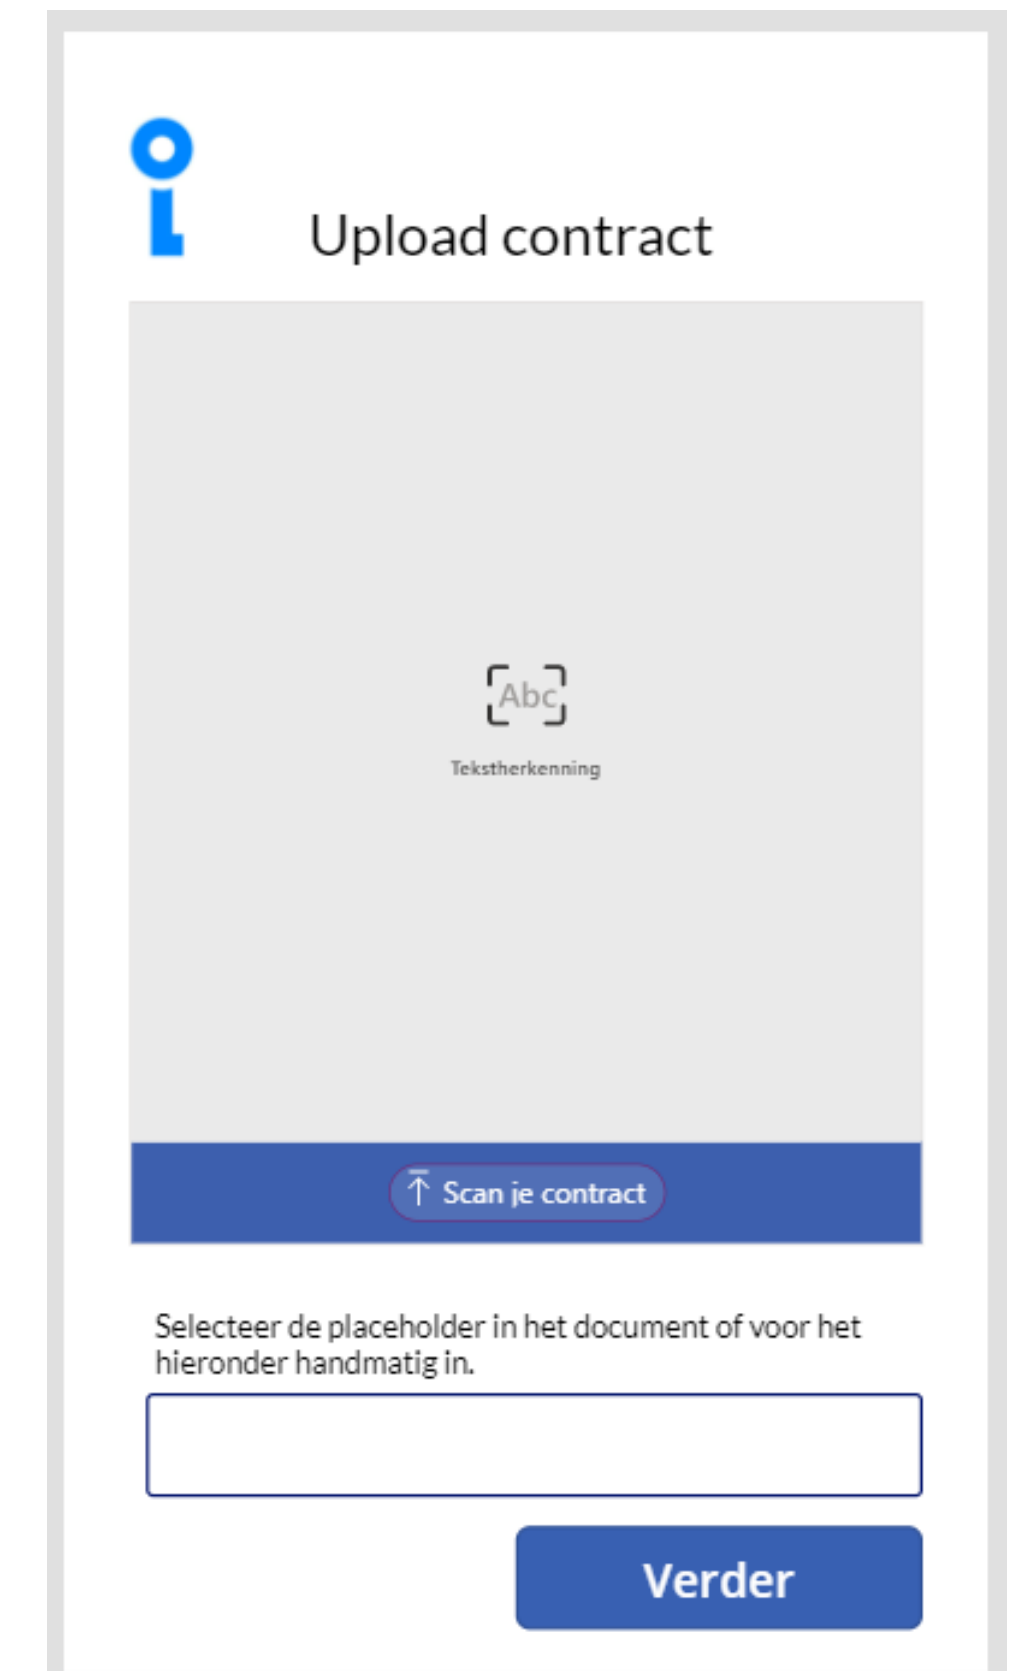 Upload contract
Abc
Tekstherkenning
Scan je contract
Selecteer de placeholder in het document of voor het
hieronder handmatig in.
Verder